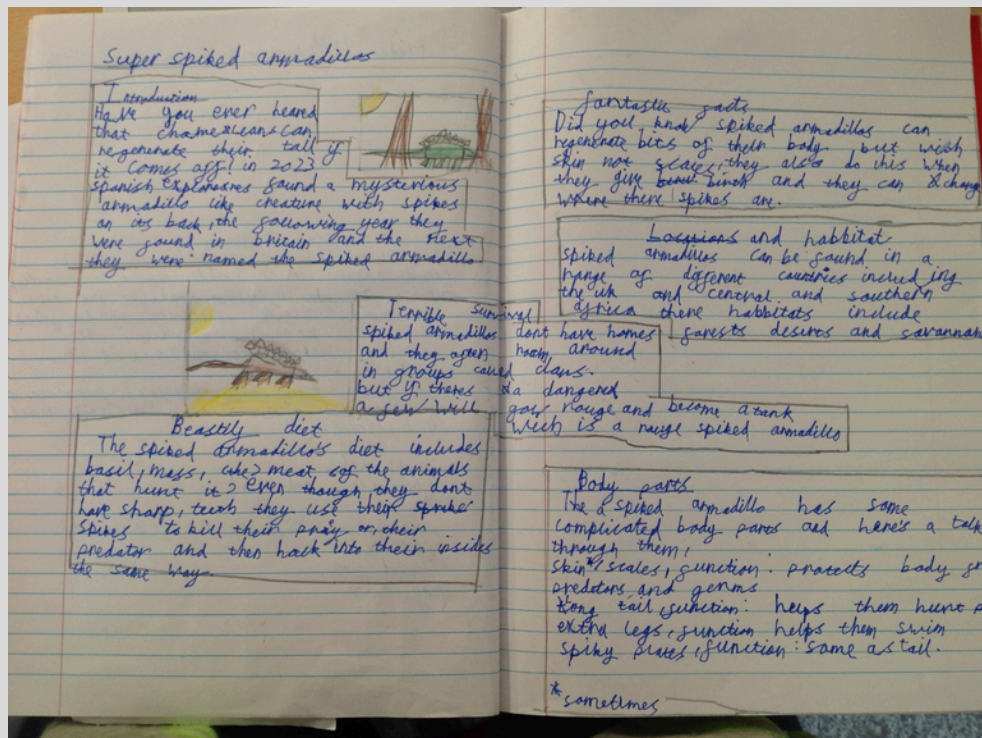 Super spiked armadillos
Introduction
Have you ever heared
that chameleans can
regenerate their tail if
it comes off! in 2023
spanish explorores found a mysterious
armadillo like creature with spikes
on its back, the following year they
were found in britain and the next
they were named the spiked armadillo
Terrible survival
spiked armadillos dont have homes
and they often roam, around
in groups called clans.
but if theres a dangered
a few will go rouge and become a tank
wich is a rouge spiked armadillo
Beastly diet
The spiked armadillo's diet includes
basil, moss, (the) meat (of the animals
that hunt it) even though they dont
have sharp, teeth they use their
spikes to kill their pray or, their
predator and then hack into their insides
the same way.
fantastic facts
Did you know spiked armadillos can
regenerate bits of their body but with
skin not scales, they also do this when
they give birth and they can change
where there spikes are.
Locations and habbitat
spiked armadillos can be found in a
range of different countries including
the uk and central and southern
africa there habbitats include
forests deserts and savannah
Body parts
The a spiked armadillo has some
complicated body parts and here's a talk
through them,
skin*, scales, function: protects body
predators and germs
tail, function: helps them hunt
extra legs, function helps them swim
spiky plates, function: same as tail.
*sometimes